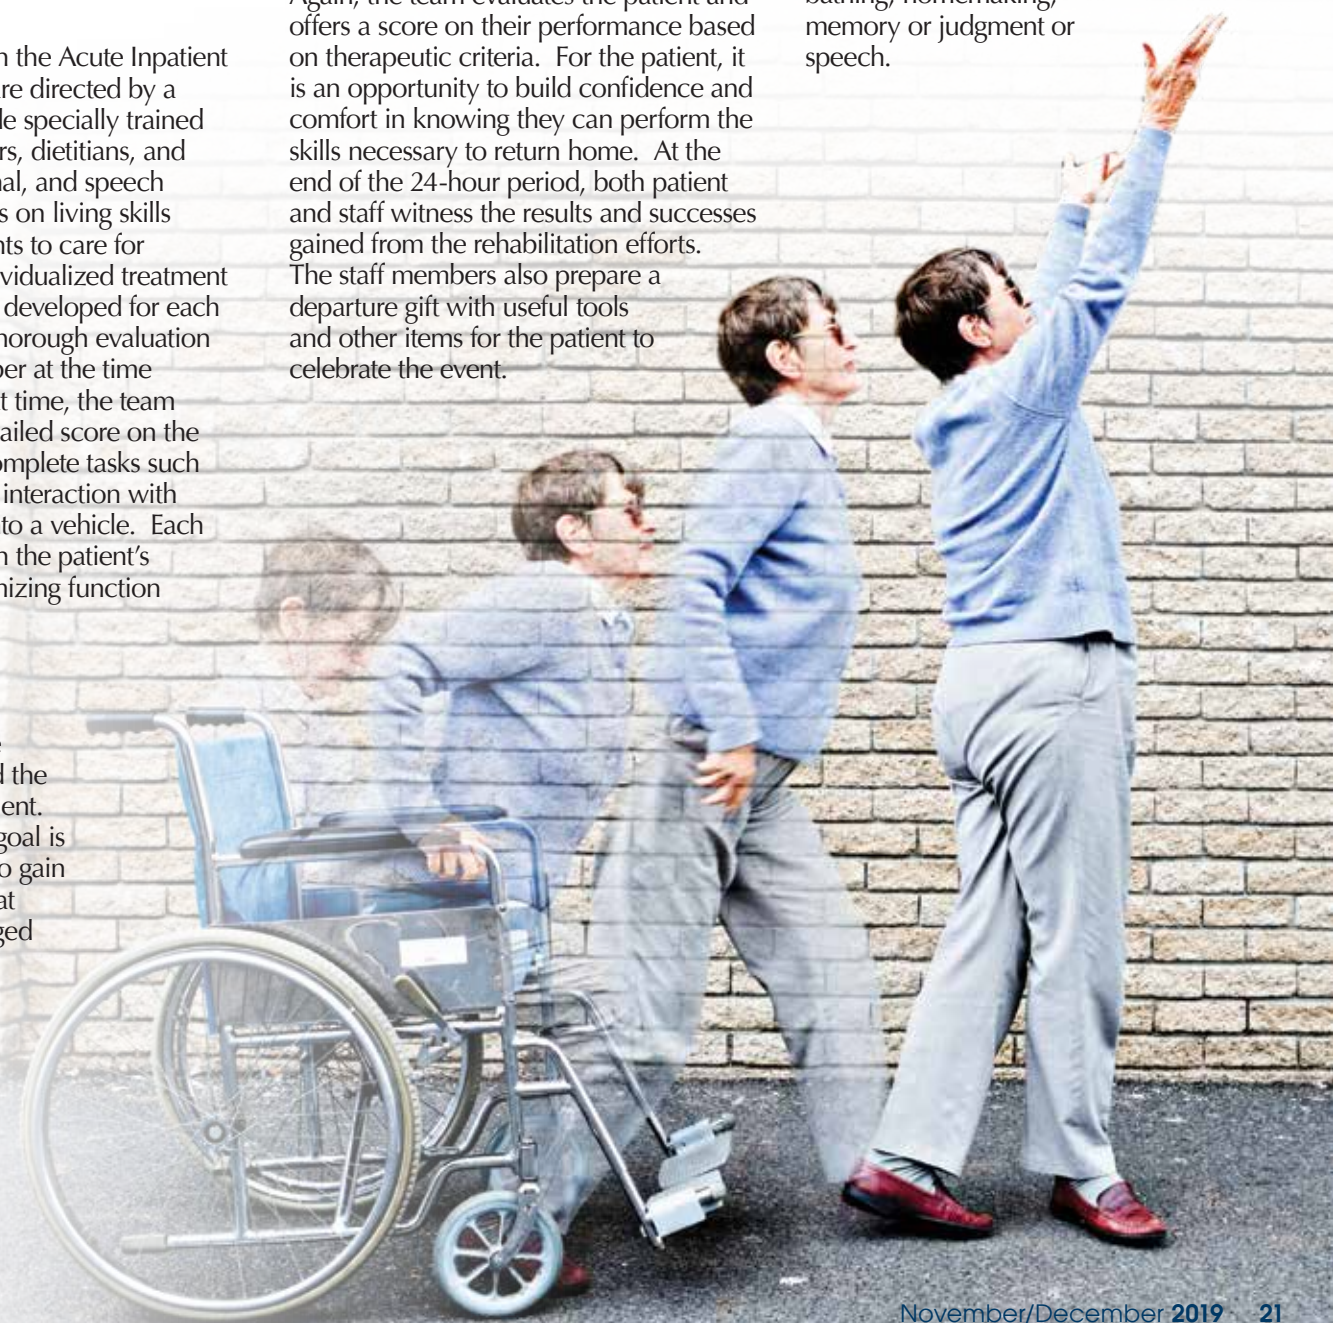 n the Acute Inpatient
re directed by a
le specially trained
rs, dietitians, and
nal, and speech
s on living skills
nts to care for
vidualized treatment
developed for each
horough evaluation
ber at the time
t time, the team
ailed score on the
omplete tasks such
interaction with
nto a vehicle.  Each
n the patient's
nizing function
d the
ent.
goal is
o gain
at
ged
Again, the team evaluates the patient and
offers a score on their performance based
on therapeutic criteria.  For the patient, it
is an opportunity to build confidence and
comfort in knowing they can perform the
skills necessary to return home.  At the
end of the 24-hour period, both patient
and staff witness the results and successes
gained from the rehabilitation efforts.
The staff members also prepare a
departure gift with useful tools
and other items for the patient to
celebrate the event.
bathing, homemaking,
memory or judgment or
speech.
November/December 2019 21